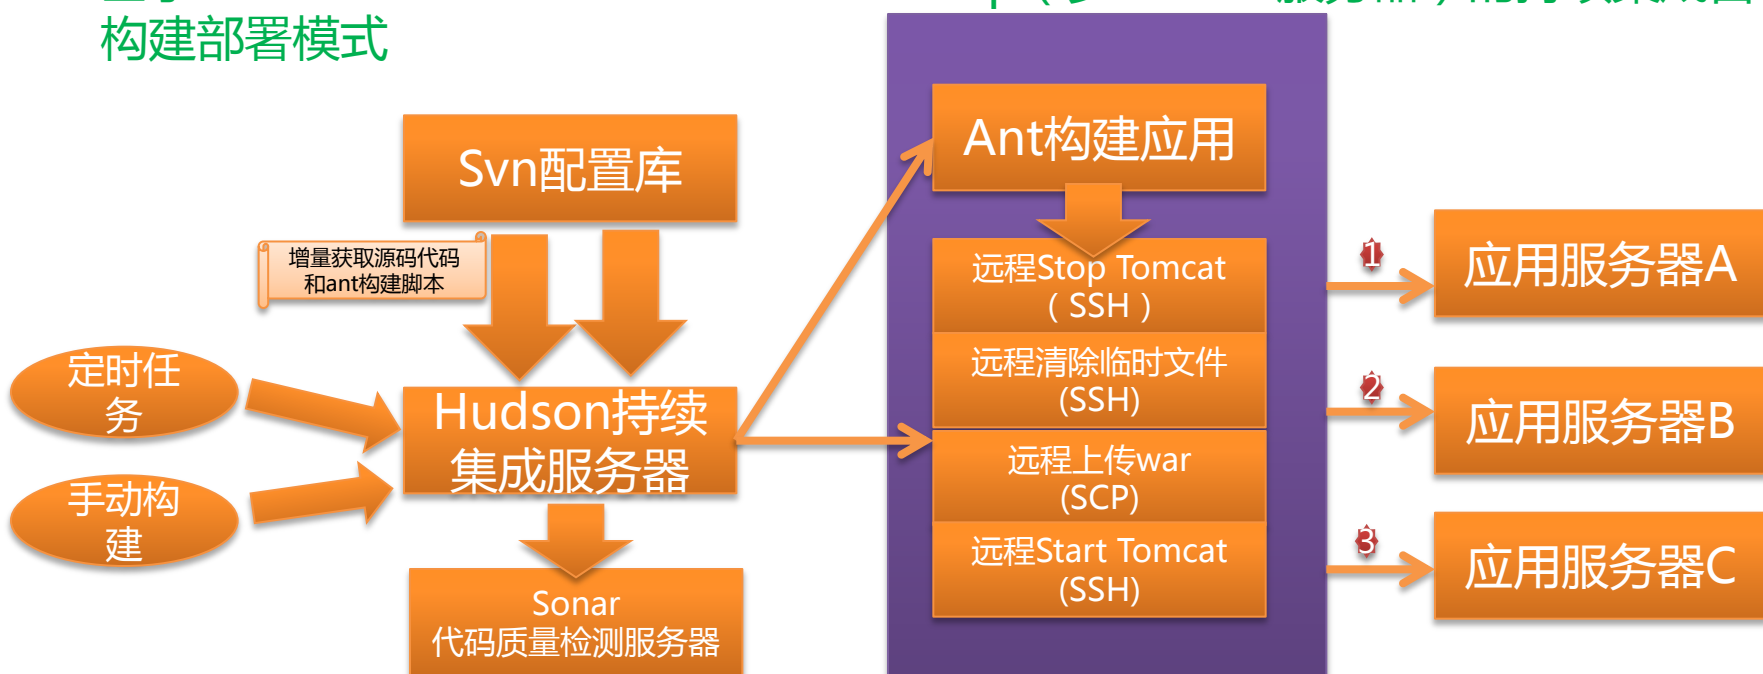 构建部署模式
Svn配置库
增量获取源码代码
和ant构建脚本
定时任
务
手动构
建
Hudson持续
集成服务器
Sonar
代码质量检测服务器
Ant构建应用
远程Stop Tomcat
（SSH）
远程清除临时文件
(SSH)
远程上传war
(SCP)
远程Start Tomcat
(SSH)
1
应用服务器A
2
应用服务器B
3
应用服务器C